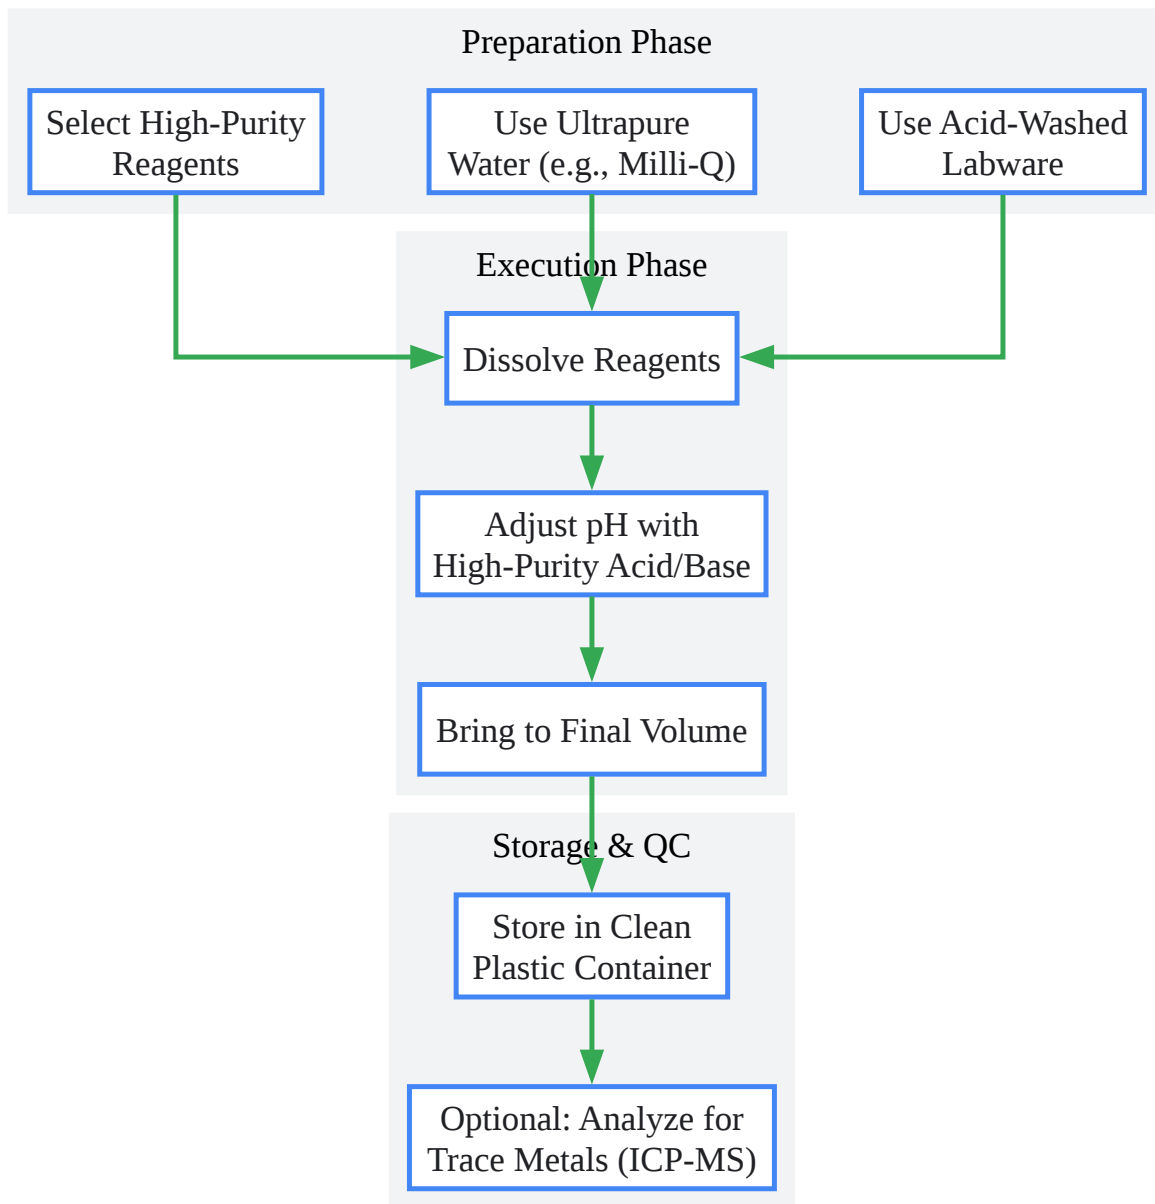 Preparation Phase
Select High-Purity
Reagents
Use Ultrapure
Water (e.g., Milli-Q)
Use Acid-Washed
Labware
Execution Phase
Dissolve Reagents
Adjust pH with
High-Purity Acid/Base
Bring to Final Volume
Storage & QC
Store in Clean
Plastic Container
Optional: Analyze for
Trace Metals (ICP-MS)